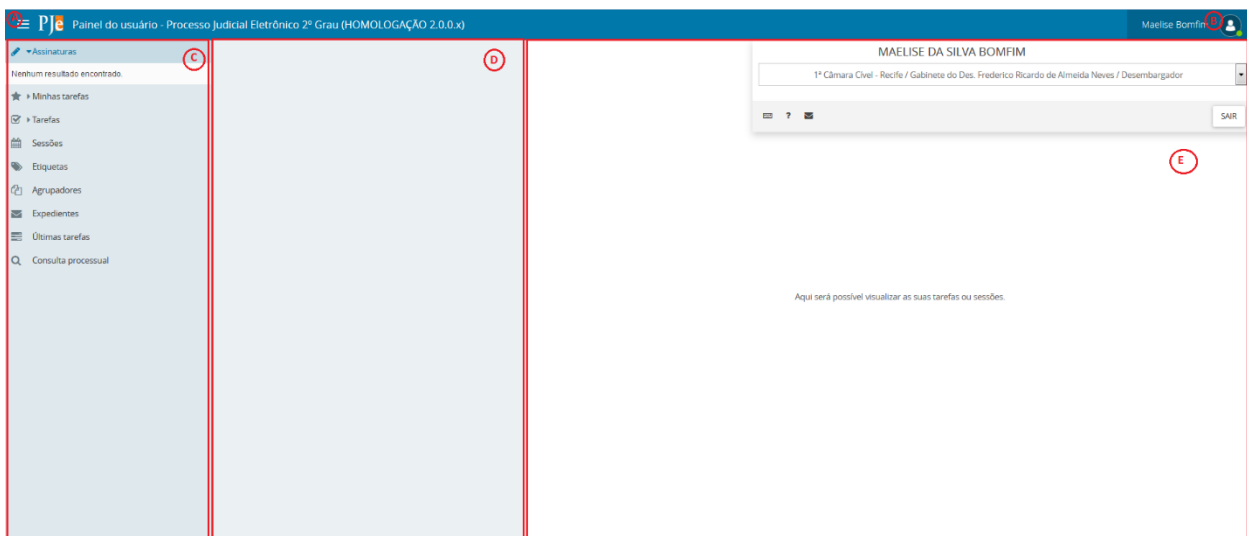 A PJe Painel do usuário - Processo Judicial Eletrônico 2º Grau (HOMOLOGAÇÃO 2.0.0.x) Maelise Bomfim B
Assinaturas C
D
MAELISE DA SILVA BOMFIM
Nenhum resultado encontrado.
1ª Câmara Cível - Recife / Gabinete do Des. Frederico Ricardo de Almeida Neves / Desembargador
Minhas tarefas
Tarefas
? SAIR
Sessões
Etiquetas
E
Agrupadores
Expedientes
Últimas tarefas
Consulta processual
Aqui será possível visualizar as suas tarefas ou sessões.